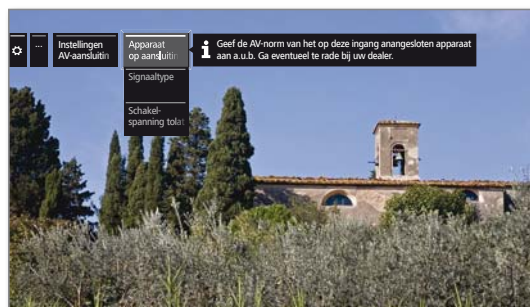 ...
Instellingen
AV-aansluitin
Apparaat
op aansluitin
Signaaltype
Schakel-
spanning tolat
i Geef de AV-norm van het op deze ingang anangesloten apparaat
aan a.u.b. Ga eventueel te rade bij uw dealer.